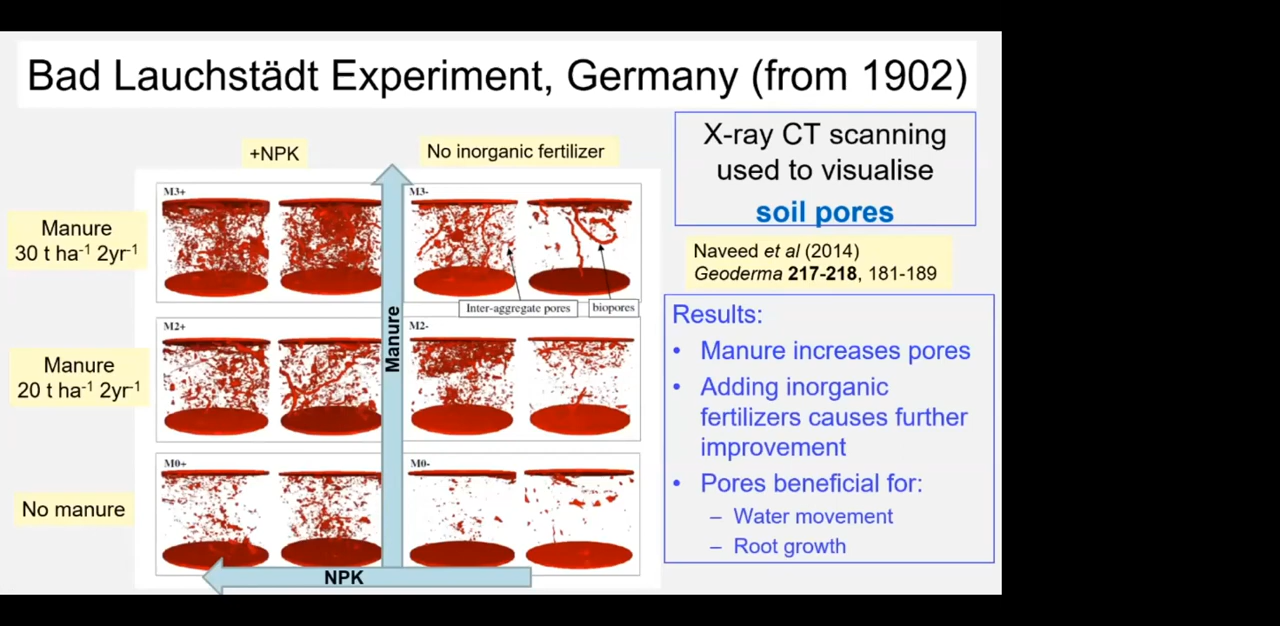 Bad Lauchstädt Experiment, Germany (from 1902)
+NPK
No inorganic fertilizer
Manure
30 t ha⁻¹ 2yr⁻¹
Manure
20 t ha⁻¹ 2yr⁻¹
No manure
M3+
M3-
Inter-aggregate pores
biopores
M2+
M2-
M0+
M0-
Manure
NPK
X-ray CT scanning
used to visualise
soil pores
Naveed et al (2014)
Geoderma 217-218, 181-189
Results:
• Manure increases pores
• Adding inorganic
fertilizers causes further
improvement
• Pores beneficial for:
– Water movement
– Root growth